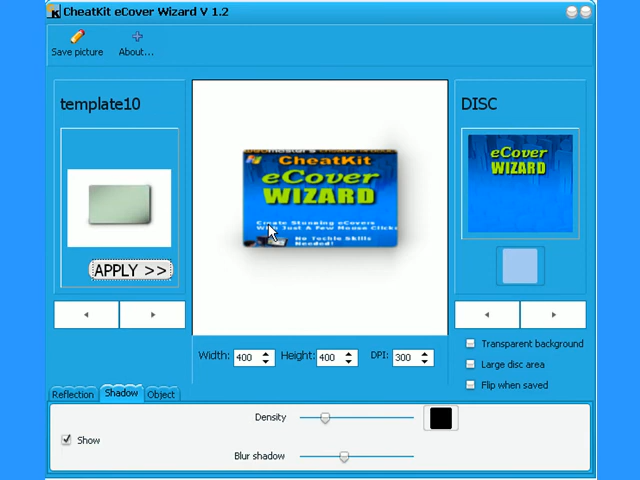 CheatKit eCover Wizard V 1.2
Save picture
About...
template10
DISC
CheatKit
eCover
WIZARD
Create Stunning eCovers
With Just A Few Mouse Clicks
No Techie Skills
Needed!
eCover
WIZARD
APPLY >>
Transparent background
Large disc area
Flip when saved
Width: 400 Height: 400 DPI: 300
Reflection Shadow Object
Density
Show
Blur shadow